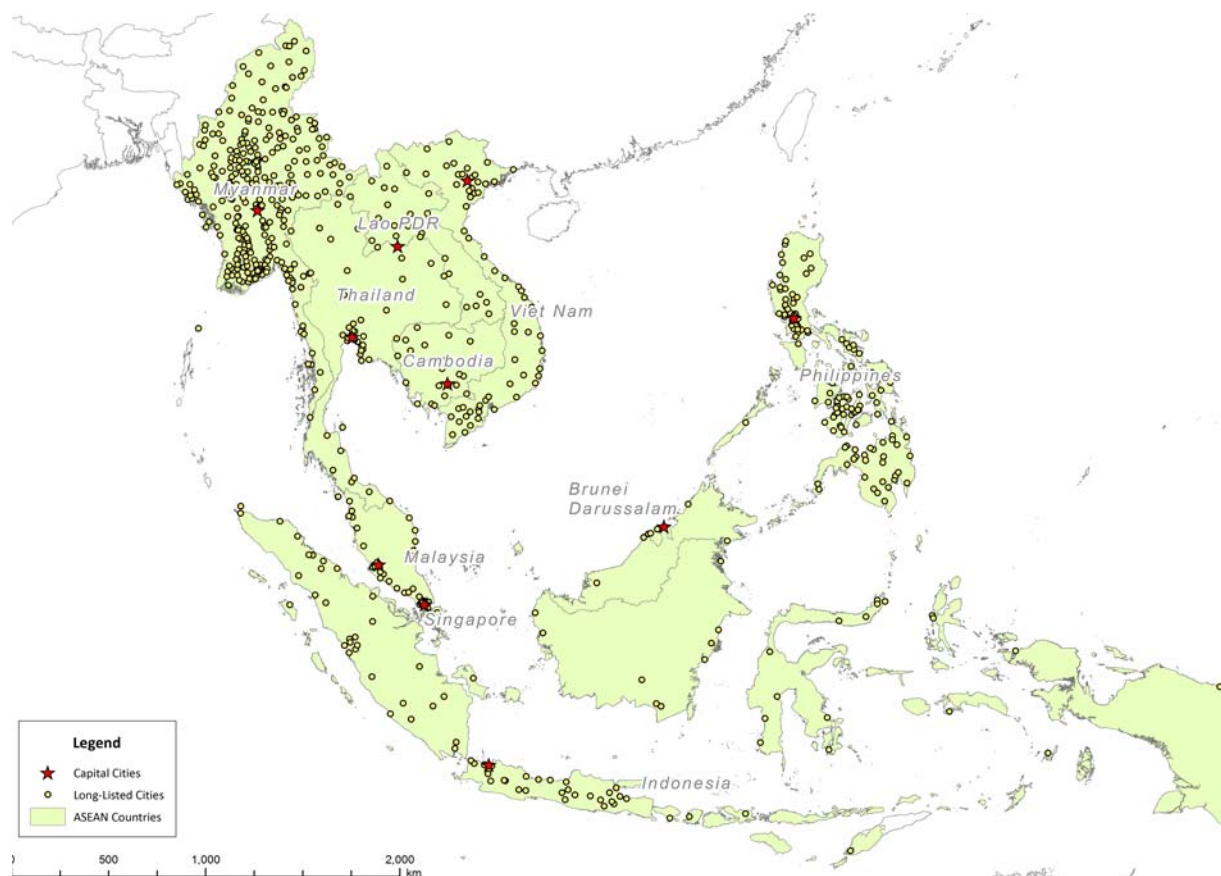 Myanmar
Lao PDR
Thailand
Viet Nam
Cambodia
Philippines
Brunei
Darussalam
Malaysia
Singapore
Indonesia
Legend
Capital Cities
Long-Listed Cities
ASEAN Countries
0 500 1,000 2,000
km